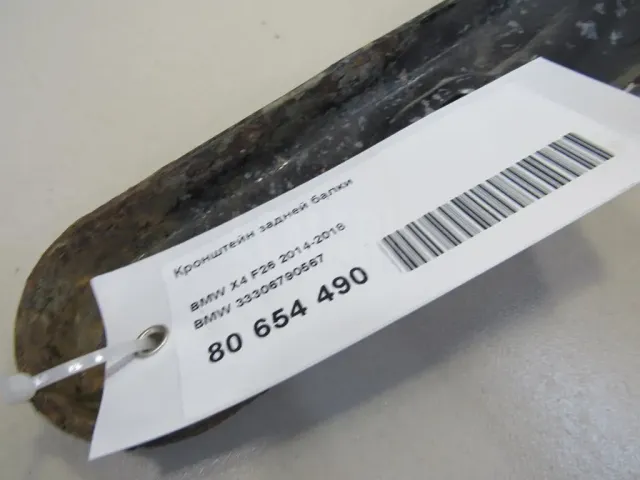 Кронштейн задней балки
BMW X4 F26 2014-2018
BMW 33306790567
80 654 490